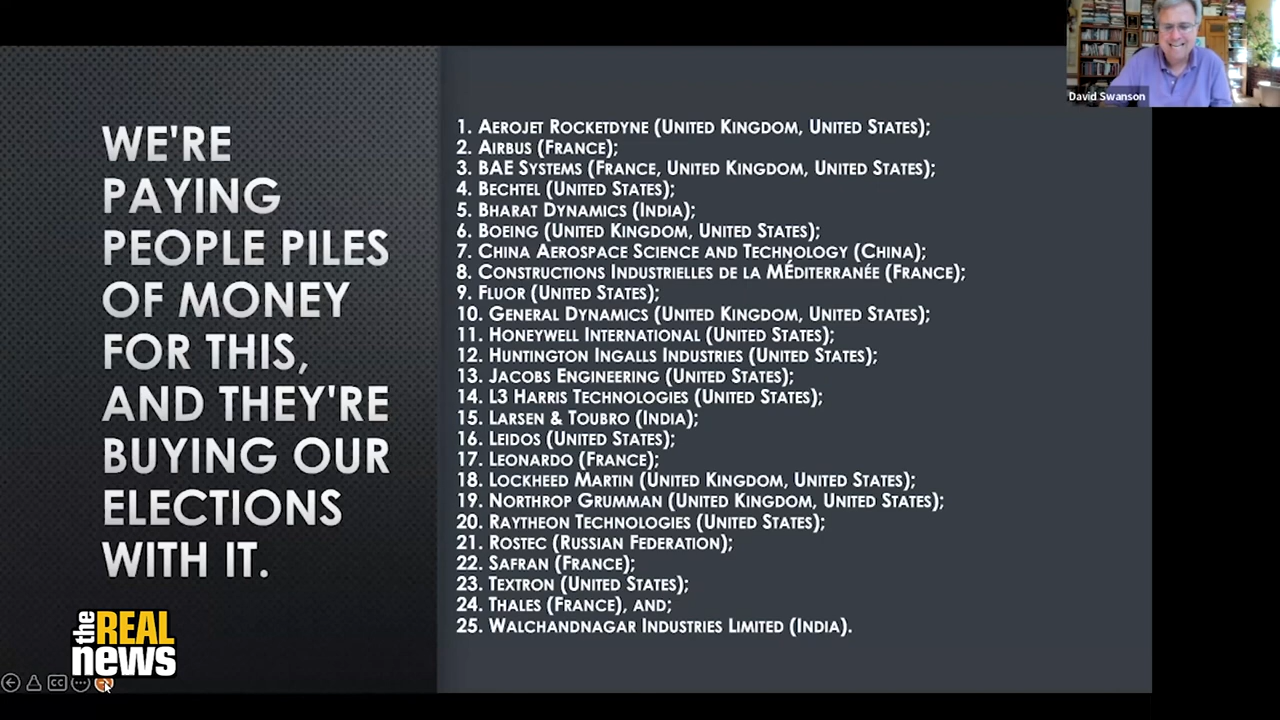 David Swanson
WE'RE
PAYING
PEOPLE PILES
OF MONEY
FOR THIS,
AND THEY'RE
BUYING OUR
ELECTIONS
WITH IT.
1. Aerojet Rocketdyne (United Kingdom, United States);
2. Airbus (France);
3. BAE Systems (France, United Kingdom, United States);
4. Bechtel (United States);
5. Bharat Dynamics (India);
6. Boeing (United Kingdom, United States);
7. China Aerospace Science and Technology (China);
8. Constructions Industrielles de la MÉditerranée (France);
9. Fluor (United States);
10. General Dynamics (United Kingdom, United States);
11. Honeywell International (United States);
12. Huntington Ingalls Industries (United States);
13. Jacobs Engineering (United States);
14. L3 Harris Technologies (United States);
15. Larsen & Toubro (India);
16. Leidos (United States);
17. Leonardo (France);
18. Lockheed Martin (United Kingdom, United States);
19. Northrop Grumman (United Kingdom, United States);
20. Raytheon Technologies (United States);
21. Rostec (Russian Federation);
22. Safran (France);
23. Textron (United States);
24. Thales (France), and;
25. Walchandnagar Industries Limited (India).
the REAL
news
CC